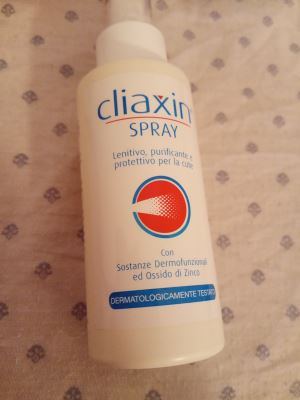 cliaxin
SPRAY
Lenitivo, purificante e
protettivo per la cute
Con
Sostanze Dermofunzionali
ed Ossido di Zinco
DERMATOLOGICAMENTE TESTATO